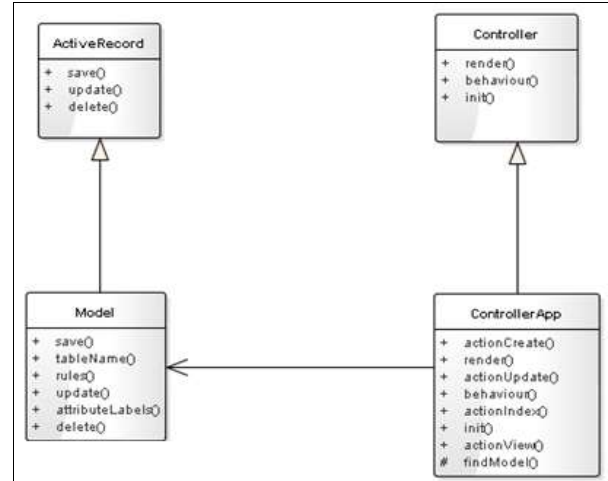 ActiveRecord
+ save()
+ update()
+ delete()
Controller
+ render()
+ behaviour()
+ init()
Model
+ save()
+ tableName()
+ rules()
+ update()
+ attributeLabels()
+ delete()
ControllerApp
+ actionCreate()
+ render()
+ actionUpdate()
+ behaviour()
+ actionIndex()
+ init()
+ actionView()
# findModel()